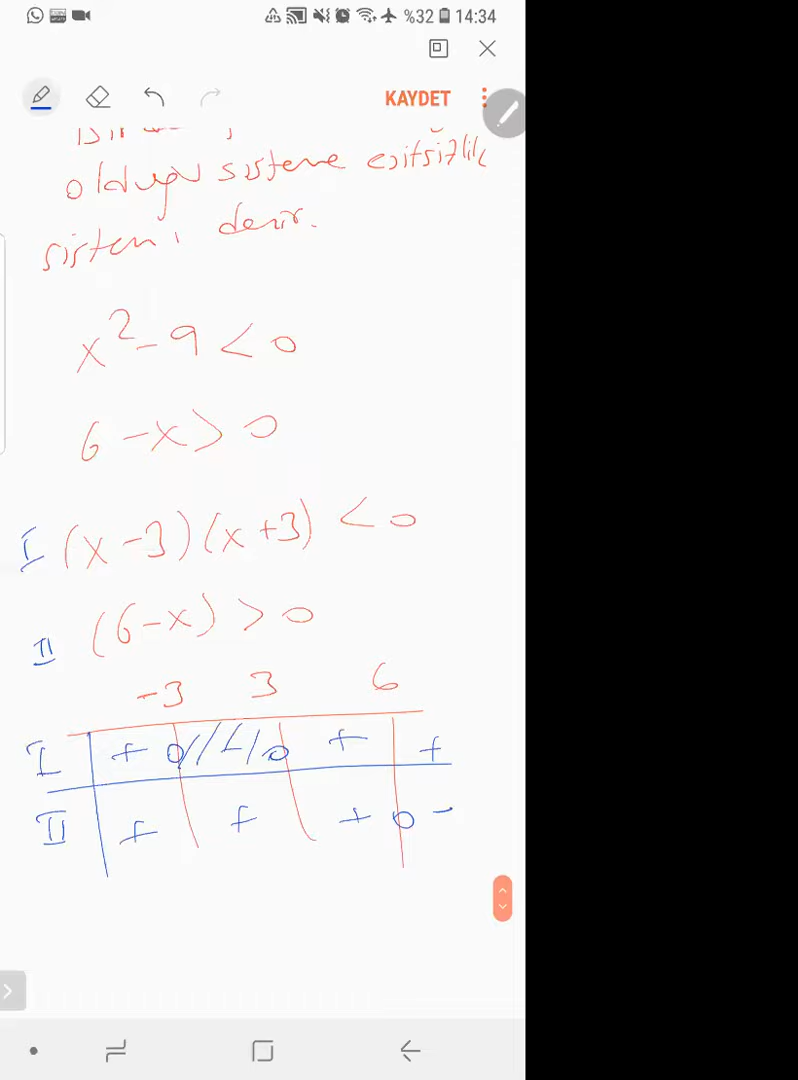 %32 14:34
KAYDET
olduğu sisteme eşitsizlik
sistemi denir.
x² - 9 < 0
6 - x > 0
I (x - 3) (x + 3) < 0
II (6 - x) > 0
-3 3 6
I + 0 // - / 0 + +
II + + + 0 -